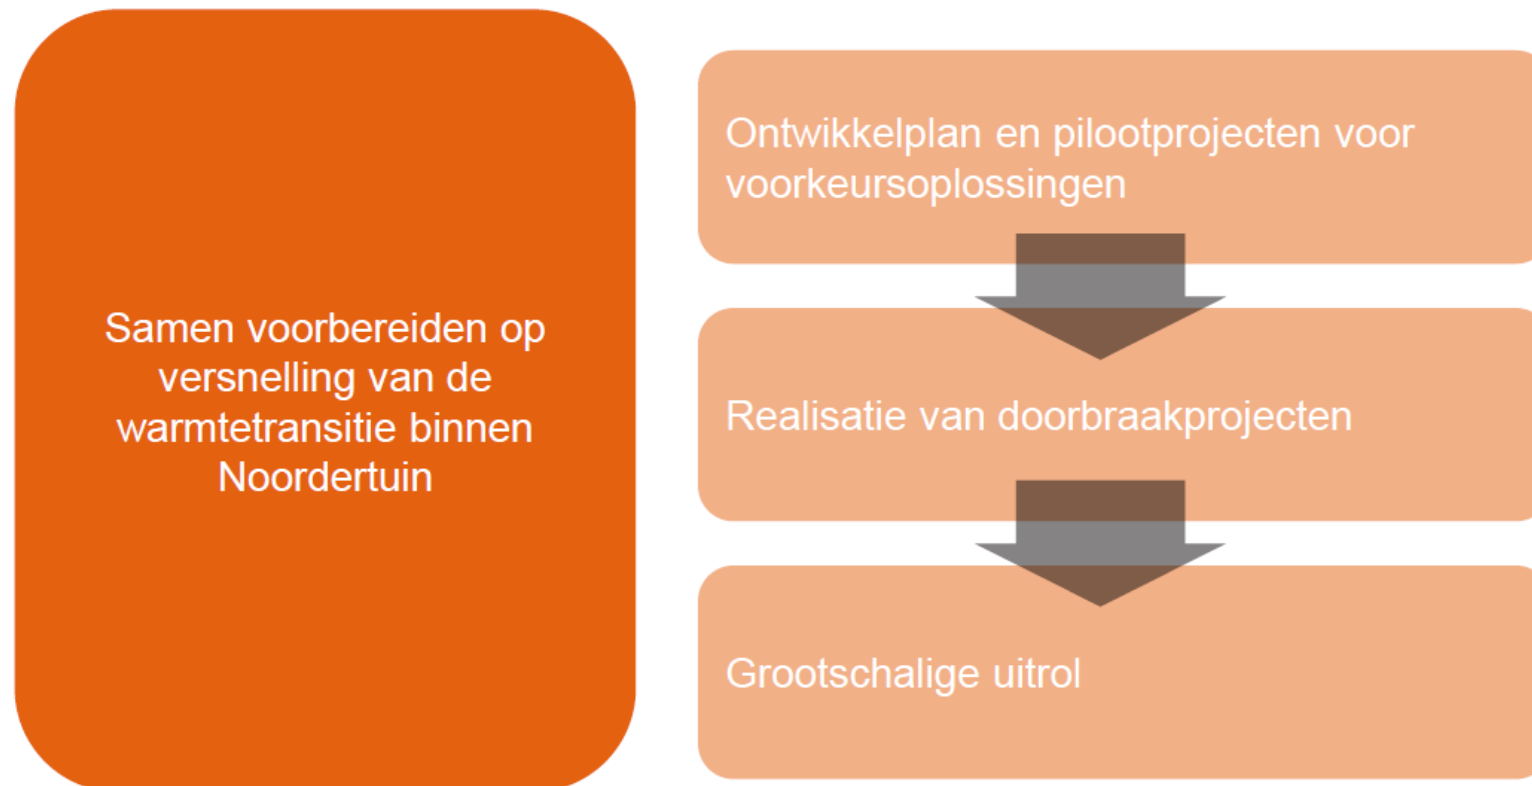 Samen voorbereiden op
versnelling van de
warmtetransitie binnen
Noordertuin
Ontwikkelplan en pilootprojecten voor
voorkeursoplossingen
Realisatie van doorbraakprojecten
Grootschalige uitrol